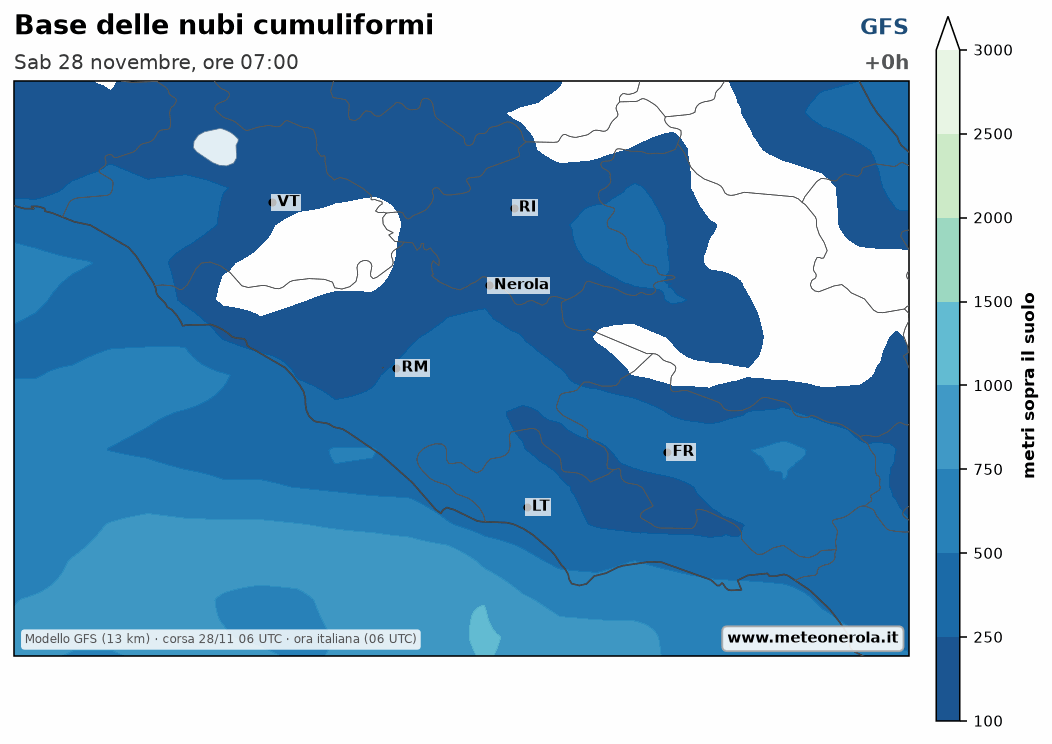 Base delle nubi cumuliformi
GFS
Sab 28 novembre, ore 07:00
+0h
3000
2500
2000
1500
1000
750
500
250
100
metri sopra il suolo
VT
RI
Nerola
RM
FR
LT
Modello GFS (13 km) · corsa 28/11 06 UTC · ora italiana (06 UTC)
www.meteonerola.it